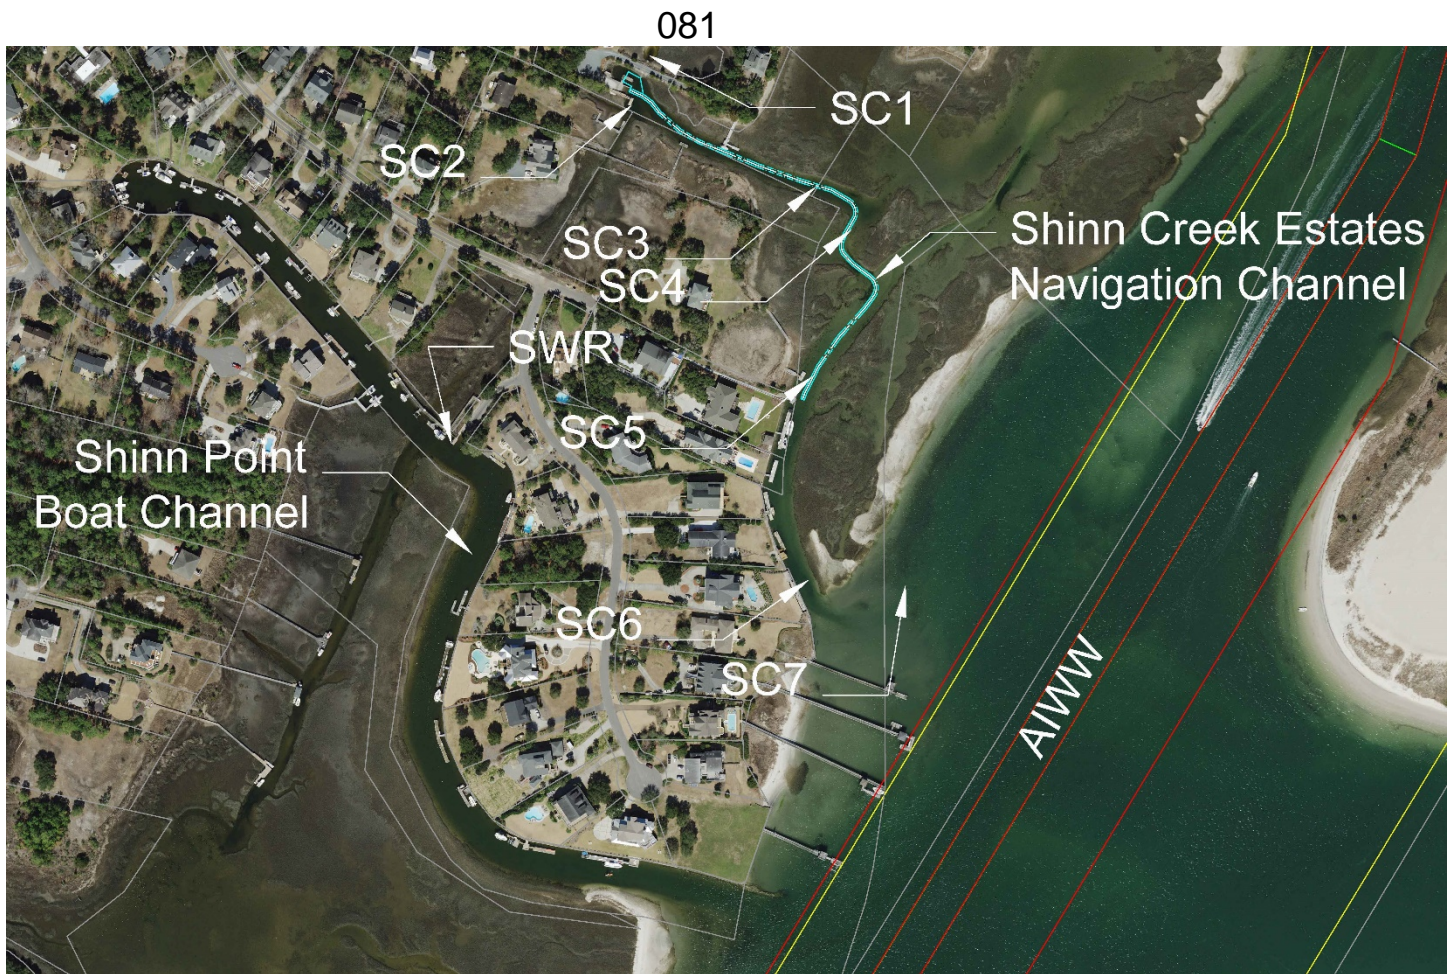 081
SC1
SC2
SC3
SC4
Shinn Creek Estates
Navigation Channel
SWR
SC5
Shinn Point
Boat Channel
SC6
SC7
AIWW